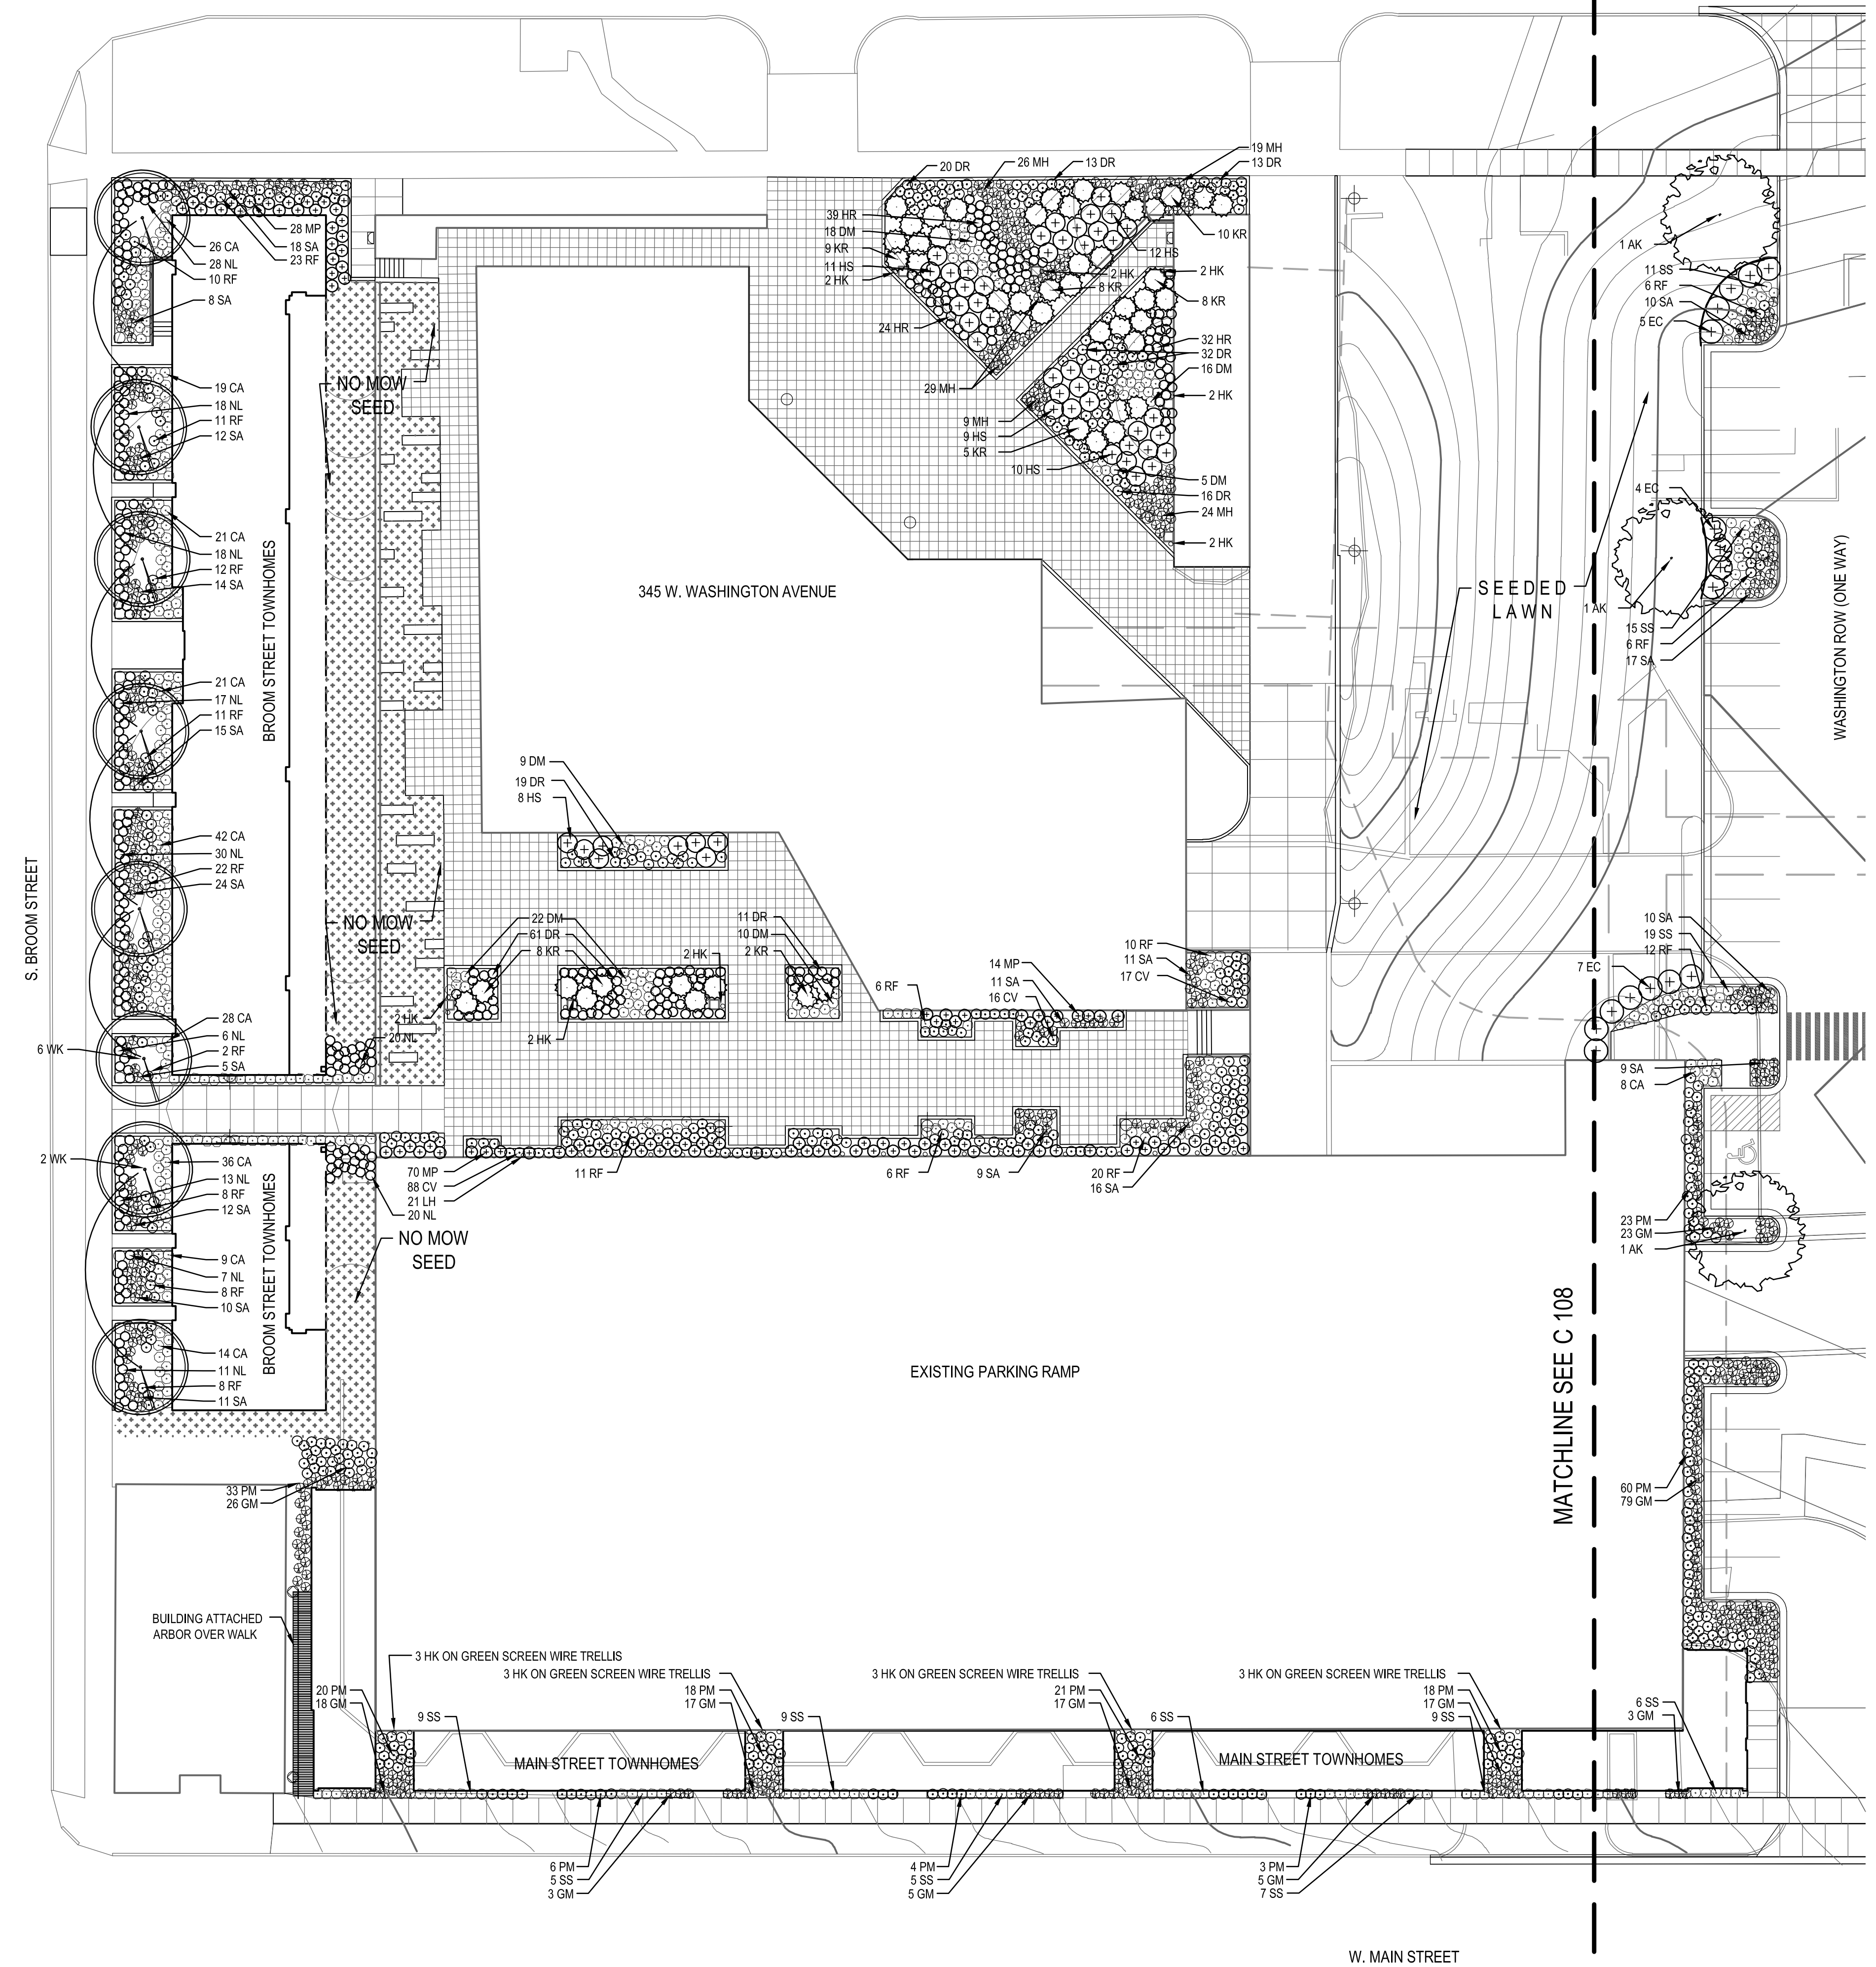 20 DR
26 MH
13 DR
19 MH
13 DR
39 HR
18 DM
9 KR
11 HS
2 HK
10 KR
12 HS
2 HK
8 KR
2 HK
8 KR
24 HR
32 HR
32 DR
16 DM
2 HK
29 MH
9 MH
9 HS
5 KR
10 HS
5 DM
16 DR
24 MH
2 HK
28 MP
18 SA
23 RF
26 CA
28 NL
10 RF
8 SA
19 CA
18 NL
11 RF
12 SA
NO MOW
SEED
21 CA
18 NL
12 RF
14 SA
BROOM STREET TOWNHOMES
21 CA
17 NL
11 RF
15 SA
42 CA
30 NL
22 RF
24 SA
S. BROOM STREET
NO MOW
SEED
28 CA
6 NL
2 RF
5 SA
6 WK
20 NL
345 W. WASHINGTON AVENUE
9 DM
19 DR
8 HS
22 DM
61 DR
8 KR
2 HK
2 HK
2 HK
11 DR
10 DM
2 KR
6 RF
14 MP
11 SA
16 CV
10 RF
11 SA
17 CV
1 AK
11 SS
6 RF
10 SA
5 EC
4 EC
SEEDED
LAWN
1 AK
15 SS
6 RF
17 SA
WASHINGTON ROW (ONE WAY)
10 SA
19 SS
12 RF
7 EC
9 SA
8 CA
2 WK
36 CA
13 NL
8 RF
12 SA
70 MP
88 CV
21 LH
20 NL
11 RF
6 RF
9 SA
20 RF
16 SA
NO MOW
SEED
9 CA
7 NL
8 RF
10 SA
BROOM STREET TOWNHOMES
14 CA
11 NL
8 RF
11 SA
23 PM
23 GM
1 AK
EXISTING PARKING RAMP
MATCHLINE SEE C 108
33 PM
26 GM
60 PM
79 GM
BUILDING ATTACHED
ARBOR OVER WALK
3 HK ON GREEN SCREEN WIRE TRELLIS
3 HK ON GREEN SCREEN WIRE TRELLIS
3 HK ON GREEN SCREEN WIRE TRELLIS
3 HK ON GREEN SCREEN WIRE TRELLIS
20 PM
18 GM
9 SS
18 PM
17 GM
9 SS
21 PM
17 GM
6 SS
18 PM
17 GM
9 SS
6 SS
3 GM
MAIN STREET TOWNHOMES
MAIN STREET TOWNHOMES
6 PM
5 SS
3 GM
4 PM
5 SS
5 GM
3 PM
5 GM
7 SS
W. MAIN STREET